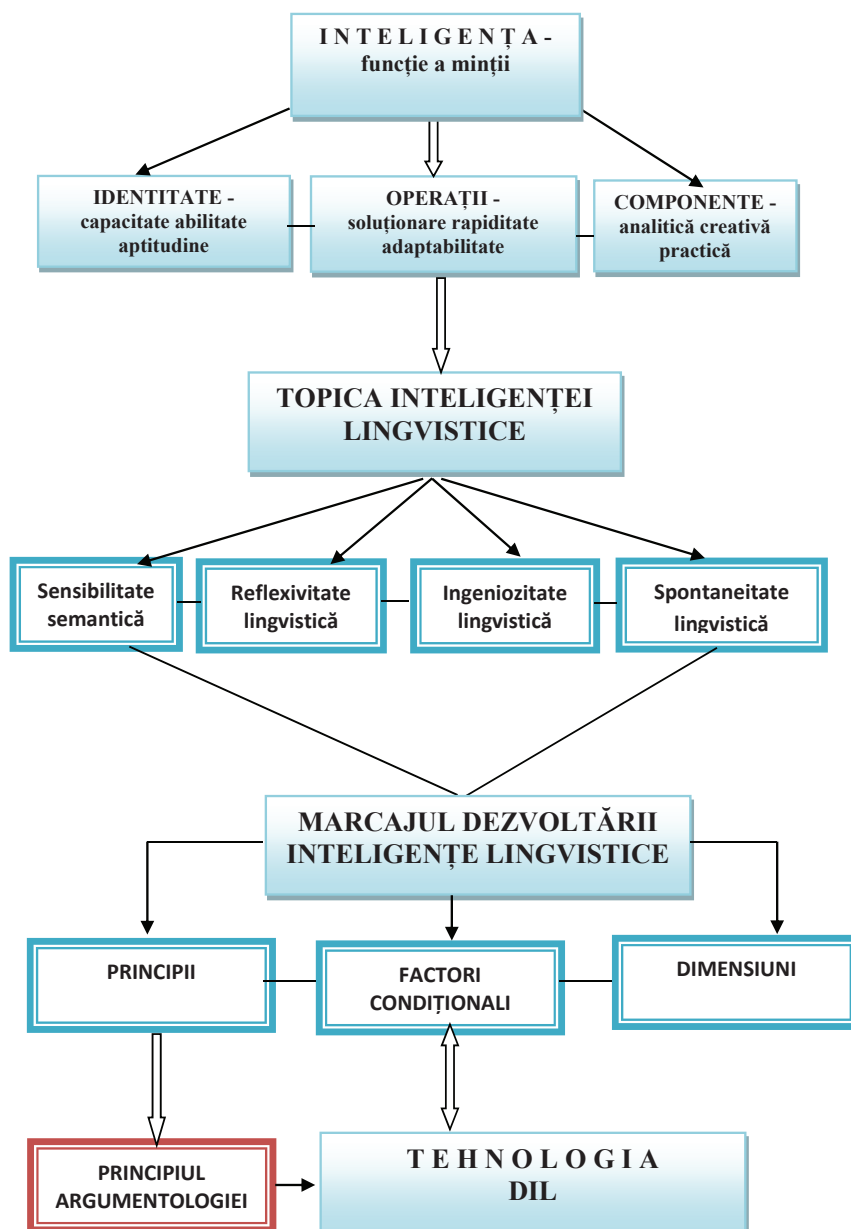 I N T E L I G E N Ț A -
funcție a minții
IDENTITATE -
capacitate abilitate
aptitudine
OPERAȚII -
soluționare rapiditate
adaptabilitate
COMPONENTE -
analitică creativă
practică
TOPICA INTELIGENȚEI
LINGVISTICE
Sensibilitate
semantică
Reflexivitate
lingvistică
Ingeniozitate
lingvistică
Spontaneitate
lingvistică
MARCAJUL DEZVOLTĂRII
INTELIGENȚE LINGVISTICE
PRINCIPII
FACTORI
CONDIȚIONALI
DIMENSIUNI
PRINCIPIUL
ARGUMENTOLOGIEI
T E H N O L O G I A
DIL